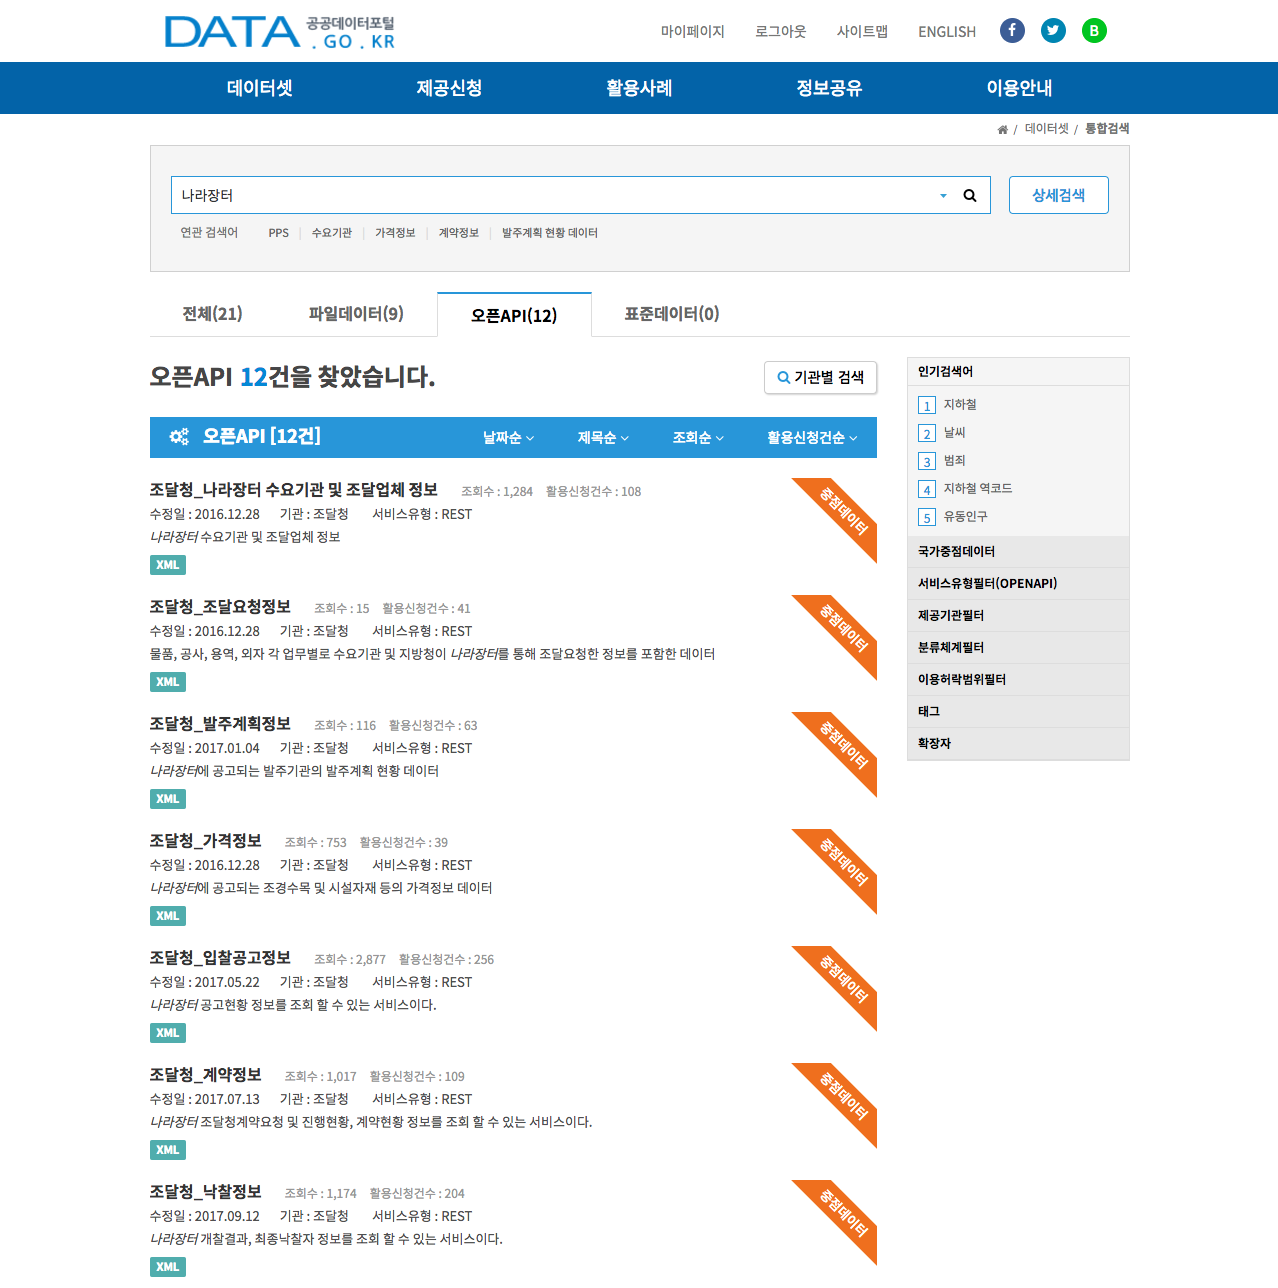 DATA 공공데이터포털 . GO . KR
마이페이지 로그아웃 사이트맵 ENGLISH f B
데이터셋 제공신청 활용사례 정보공유 이용안내
/ 데이터셋 / 통합검색
나라장터 상세검색
연관 검색어 PPS | 수요기관 | 가격정보 | 계약정보 | 발주계획 현황 데이터
전체(21) 파일데이터(9) 오픈API(12) 표준데이터(0)
오픈API 12건을 찾았습니다. 기관별 검색
오픈API [12건] 날짜순 제목순 조회순 활용신청건순
조달청_나라장터 수요기관 및 조달업체 정보 조회수 : 1,284 활용신청건수 : 108
수정일 : 2016.12.28 기관 : 조달청 서비스유형 : REST
나라장터 수요기관 및 조달업체 정보
XML
중점데이터
조달청_조달요청정보 조회수 : 15 활용신청건수 : 41
수정일 : 2016.12.28 기관 : 조달청 서비스유형 : REST
물품, 공사, 용역, 외자 각 업무별로 수요기관 및 지방청이 나라장터를 통해 조달요청한 정보를 포함한 데이터
XML
중점데이터
조달청_발주계획정보 조회수 : 116 활용신청건수 : 63
수정일 : 2017.01.04 기관 : 조달청 서비스유형 : REST
나라장터에 공고되는 발주기관의 발주계획 현황 데이터
XML
중점데이터
조달청_가격정보 조회수 : 753 활용신청건수 : 39
수정일 : 2016.12.28 기관 : 조달청 서비스유형 : REST
나라장터에 공고되는 조경수목 및 시설자재 등의 가격정보 데이터
XML
중점데이터
조달청_입찰공고정보 조회수 : 2,877 활용신청건수 : 256
수정일 : 2017.05.22 기관 : 조달청 서비스유형 : REST
나라장터 공고현황 정보를 조회 할 수 있는 서비스이다.
XML
중점데이터
조달청_계약정보 조회수 : 1,017 활용신청건수 : 109
수정일 : 2017.07.13 기관 : 조달청 서비스유형 : REST
나라장터 조달청계약요청 및 진행현황, 계약현황 정보를 조회 할 수 있는 서비스이다.
XML
중점데이터
조달청_낙찰정보 조회수 : 1,174 활용신청건수 : 204
수정일 : 2017.09.12 기관 : 조달청 서비스유형 : REST
나라장터 개찰결과, 최종낙찰자 정보를 조회 할 수 있는 서비스이다.
XML
중점데이터
인기검색어
1 지하철
2 날씨
3 범죄
4 지하철 역코드
5 유동인구
국가중점데이터
서비스유형필터(OPENAPI)
제공기관필터
분류체계필터
이용허락범위필터
태그
확장자